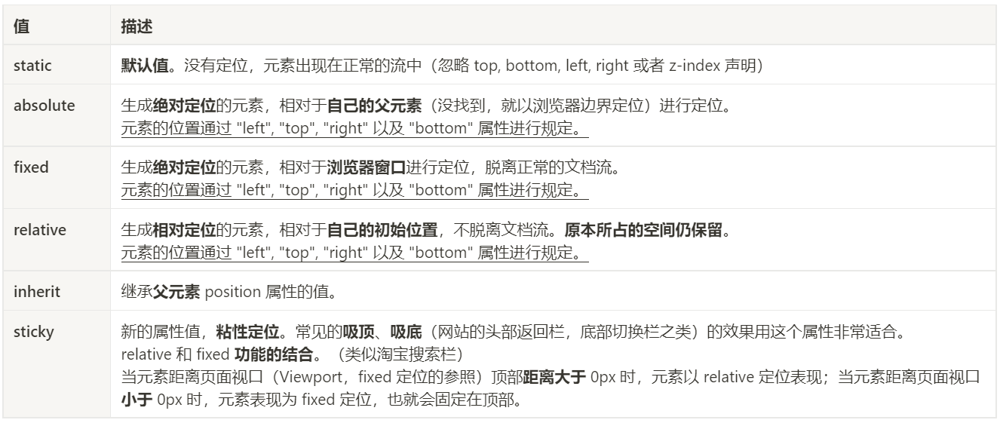 值 描述
static 默认值。没有定位，元素出现在正常的流中（忽略 top, bottom, left, right 或者 z-index 声明）
absolute 生成绝对定位的元素，相对于自己的父元素（没找到，就以浏览器边界定位）进行定位。
元素的位置通过 "left", "top", "right" 以及 "bottom" 属性进行规定。
fixed 生成绝对定位的元素，相对于浏览器窗口进行定位，脱离正常的文档流。
元素的位置通过 "left", "top", "right" 以及 "bottom" 属性进行规定。
relative 生成相对定位的元素，相对于自己的初始位置，不脱离文档流。原本所占的空间仍保留。
元素的位置通过 "left", "top", "right" 以及 "bottom" 属性进行规定。
inherit 继承父元素 position 属性的值。
sticky 新的属性值，粘性定位。常见的吸顶、吸底（网站的头部返回栏，底部切换栏之类）的效果用这个属性非常适合。
relative 和 fixed 功能的结合。（类似淘宝搜索栏）
当元素距离页面视口（Viewport，fixed 定位的参照）顶部距离大于 0px 时，元素以 relative 定位表现；当元素距离页面视口
小于 0px 时，元素表现为 fixed 定位，也就会固定在顶部。